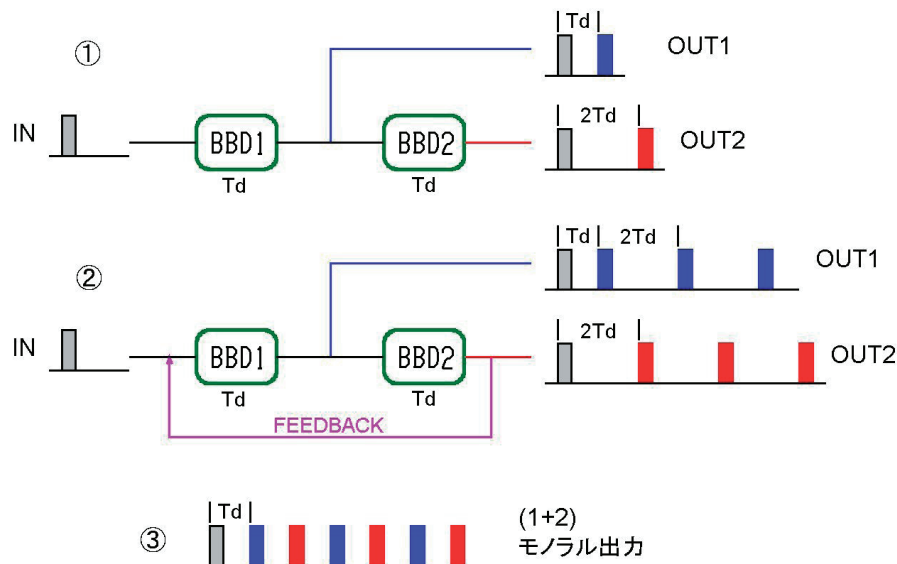 ①
IN
BBD1
Td
BBD2
Td
|Td|
OUT1
|2Td|
OUT2
②
IN
BBD1
Td
BBD2
Td
FEEDBACK
|Td|2Td|
OUT1
|2Td|
OUT2
③
|Td|
(1+2)
モノラル出力